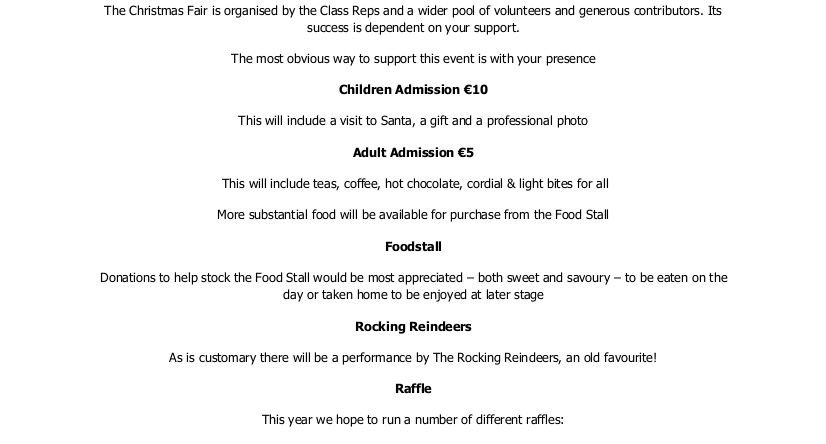 The Christmas Fair is organised by the Class Reps and a wider pool of volunteers and generous contributors. Its
success is dependent on your support.
The most obvious way to support this event is with your presence
Children Admission €10
This will include a visit to Santa, a gift and a professional photo
Adult Admission €5
This will include teas, coffee, hot chocolate, cordial & light bites for all
More substantial food will be available for purchase from the Food Stall
Foodstall
Donations to help stock the Food Stall would be most appreciated – both sweet and savoury – to be eaten on the
day or taken home to be enjoyed at later stage
Rocking Reindeers
As is customary there will be a performance by The Rocking Reindeers, an old favourite!
Raffle
This year we hope to run a number of different raffles: